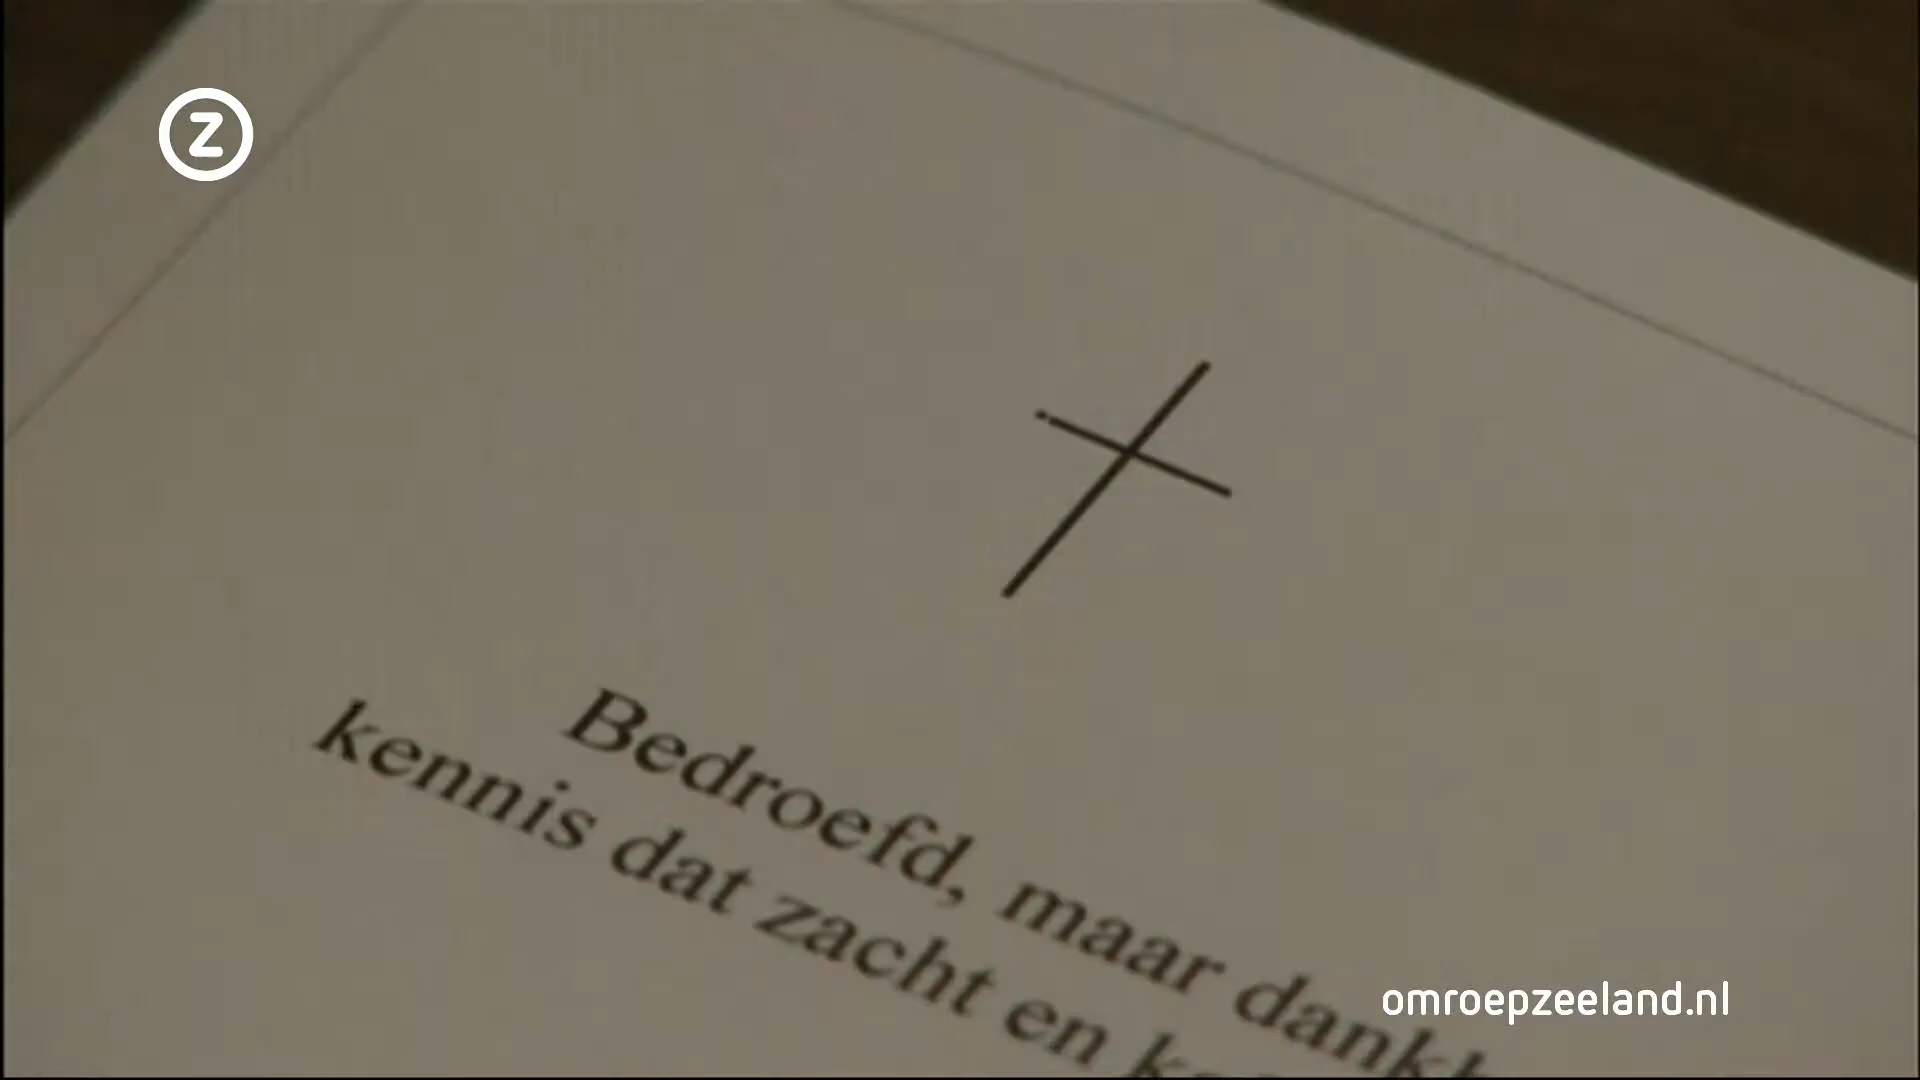 Z
Bedroefd, maar
kennis dat zacht en
omroepzeeland.nl